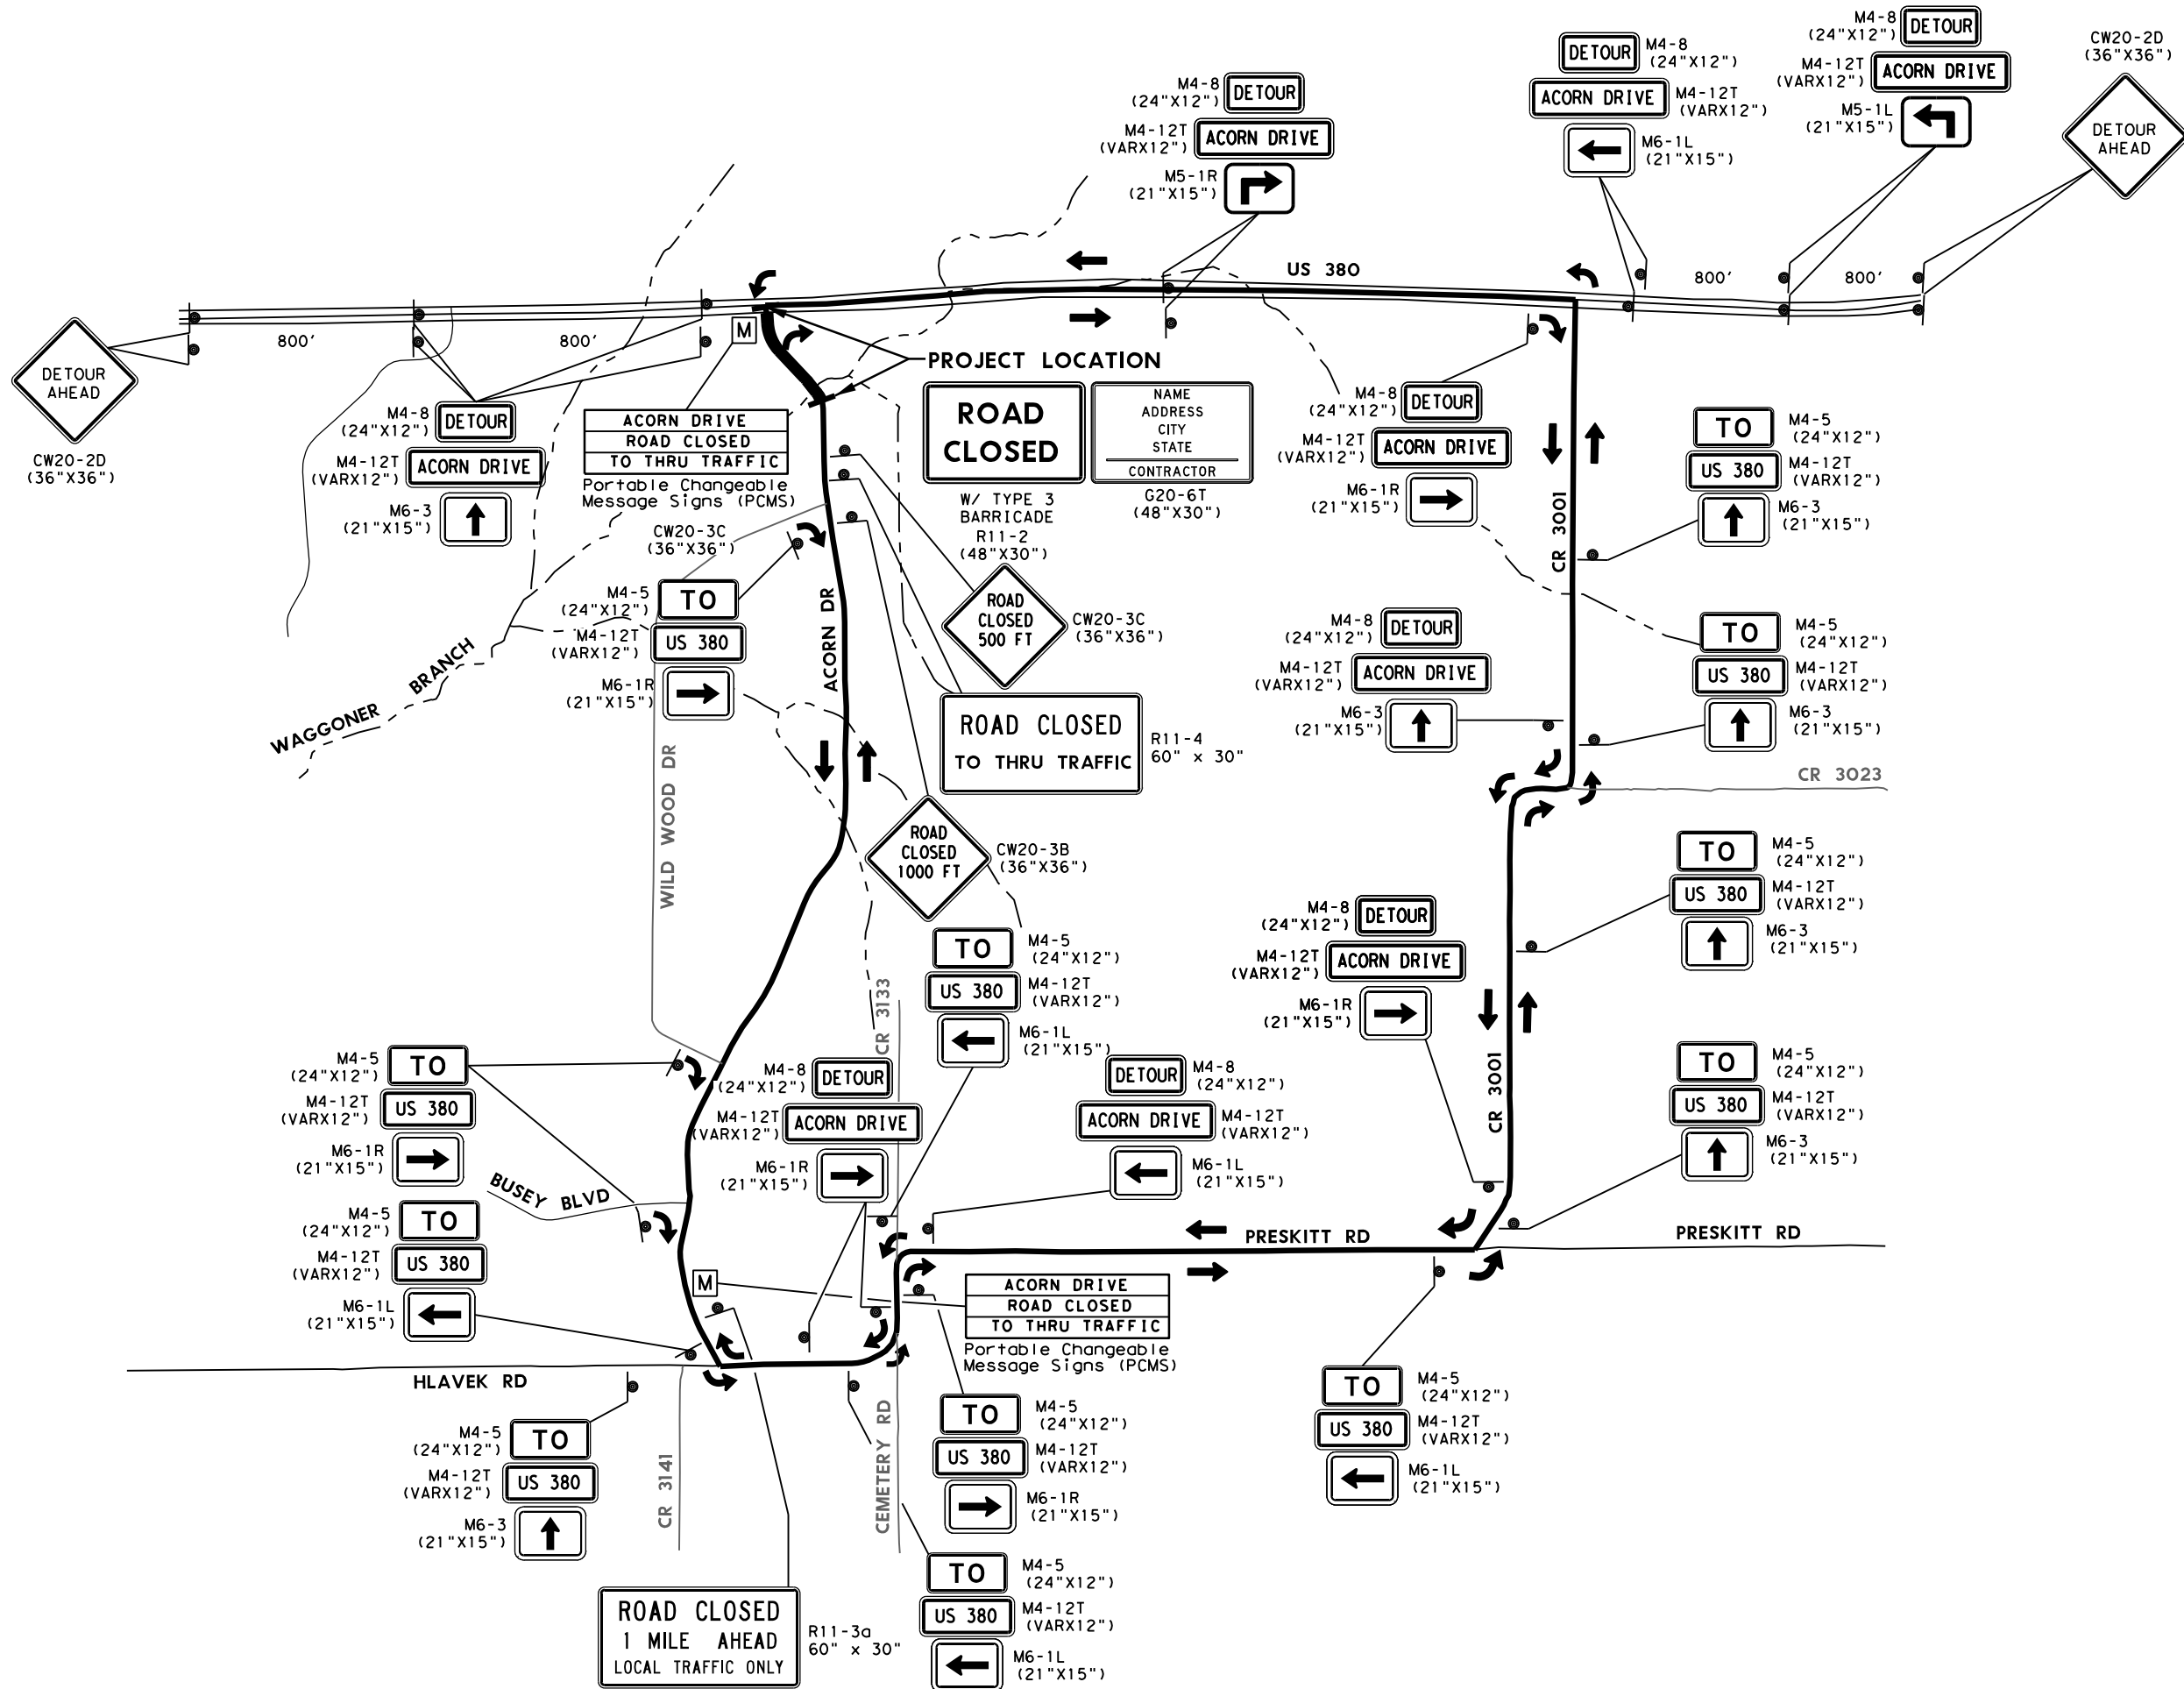 M4-8
(24"X12")
DETOUR
M4-12T
(VARX12")
ACORN DRIVE
M5-1R
(21"X15")
DETOUR
M4-8
(24"X12")
ACORN DRIVE
M4-12T
(VARX12")
M6-1L
(21"X15")
M4-8
(24"X12")
DETOUR
M4-12T
(VARX12")
ACORN DRIVE
M5-1L
(21"X15")
CW20-2D
(36"X36")
DETOUR
AHEAD
US 380
800'
800'
800'
800'
DETOUR
AHEAD
CW20-2D
(36"X36")
M4-8
(24"X12")
DETOUR
M4-12T
(VARX12")
ACORN DRIVE
M6-3
(21"X15")
M
ACORN DRIVE
ROAD CLOSED
TO THRU TRAFFIC
Portable Changeable
Message Signs (PCMS)
PROJECT LOCATION
ROAD
CLOSED
W/ TYPE 3
BARRICADE
R11-2
(48"X30")
NAME
ADDRESS
CITY
STATE
CONTRACTOR
G20-6T
(48"X30")
M4-8
(24"X12")
DETOUR
M4-12T
(VARX12")
ACORN DRIVE
M6-1R
(21"X15")
CR 3001
TO
M4-5
(24"X12")
US 380
M4-12T
(VARX12")
M6-3
(21"X15")
CW20-3C
(36"X36")
M4-5
(24"X12")
TO
M4-12T
(VARX12")
US 380
M6-1R
(21"X15")
ACORN DR
ROAD
CLOSED
500 FT
CW20-3C
(36"X36")
ROAD CLOSED
TO THRU TRAFFIC
R11-4
60" x 30"
M4-8
(24"X12")
DETOUR
M4-12T
(VARX12")
ACORN DRIVE
M6-3
(21"X15")
TO
M4-5
(24"X12")
US 380
M4-12T
(VARX12")
M6-3
(21"X15")
WAGGONER BRANCH
WILD WOOD DR
CR 3023
ROAD
CLOSED
1000 FT
CW20-3B
(36"X36")
TO
M4-5
(24"X12")
US 380
M4-12T
(VARX12")
M6-3
(21"X15")
M4-8
(24"X12")
DETOUR
M4-12T
(VARX12")
ACORN DRIVE
M6-1R
(21"X15")
CR 3133
TO
M4-5
(24"X12")
US 380
M4-12T
(VARX12")
M6-1L
(21"X15")
CR 3001
TO
M4-5
(24"X12")
US 380
M4-12T
(VARX12")
M6-3
(21"X15")
M4-5
(24"X12")
TO
M4-12T
(VARX12")
US 380
M6-1R
(21"X15")
M4-8
(24"X12")
DETOUR
M4-12T
(VARX12")
ACORN DRIVE
M6-1R
(21"X15")
DETOUR
M4-8
(24"X12")
ACORN DRIVE
M4-12T
(VARX12")
M6-1L
(21"X15")
BUSEY BLVD
M4-5
(24"X12")
TO
M4-12T
(VARX12")
US 380
M6-1L
(21"X15")
PRESKITT RD
PRESKITT RD
M
ACORN DRIVE
ROAD CLOSED
TO THRU TRAFFIC
Portable Changeable
Message Signs (PCMS)
HLAVEK RD
M4-5
(24"X12")
TO
M4-12T
(VARX12")
US 380
M6-3
(21"X15")
CR 3141
CEMETERY RD
TO
M4-5
(24"X12")
US 380
M4-12T
(VARX12")
M6-1R
(21"X15")
TO
M4-5
(24"X12")
US 380
M4-12T
(VARX12")
M6-1L
(21"X15")
ROAD CLOSED
1 MILE AHEAD
LOCAL TRAFFIC ONLY
R11-3a
60" x 30"
TO
M4-5
(24"X12")
US 380
M4-12T
(VARX12")
M6-1L
(21"X15")